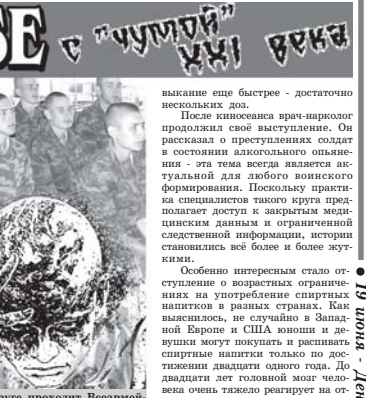 SE с "чумой"
XXI века
выкание еще быстрее - достаточно
нескольких доз.
После киносеанса врач-нарколог
продолжил своё выступление. Он
рассказал о преступлениях солдат
в состоянии алкогольного опьяне-
ния - эта тема всегда является ак-
туальной для любого воинского
формирования. Поскольку практи-
ка специалистов такого круга пред-
полагает доступ к закрытым меди-
цинским данным и ограниченной
следственной информации, истории
становились всё более и более жут-
кими.
Особенно интересным стало от-
ступление о возрастных ограниче-
ниях на употребление спиртных
напитков в разных странах. Как
выяснилось, не случайно в Запад-
ной Европе и США юноши и де-
вушки могут покупать и распивать
спиртные напитки только по дос-
тижении двадцати одного года. До
двадцати лет головной мозг чело-
века очень тяжело реагирует на от-
проходит Всеармей-
● 19 июня - Ден